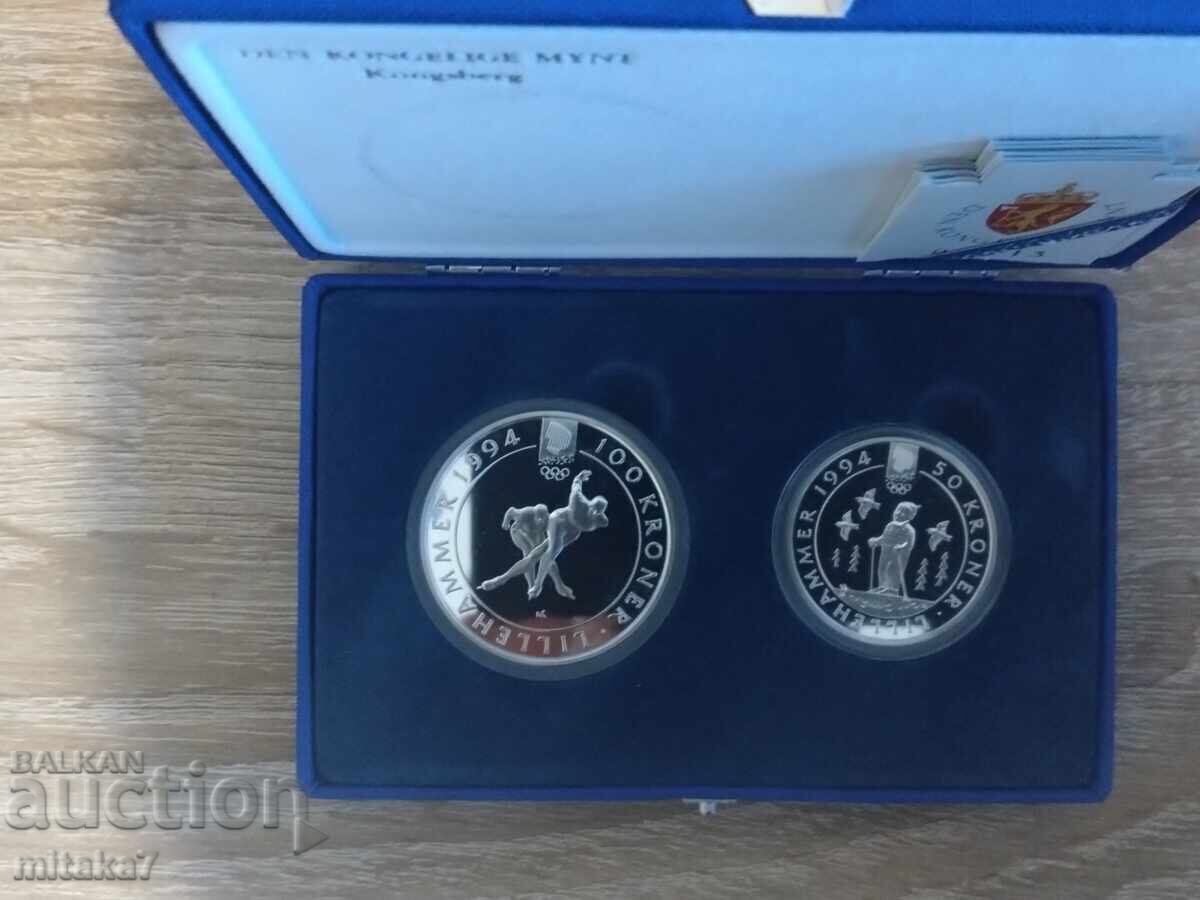 DEN KONGELIGE MYNT
Kongsberg
LILLEHAMMER 1994 100 KRONER
LILLEHAMMER 1994 50 KRONER
BALKAN
auction
mitaka7